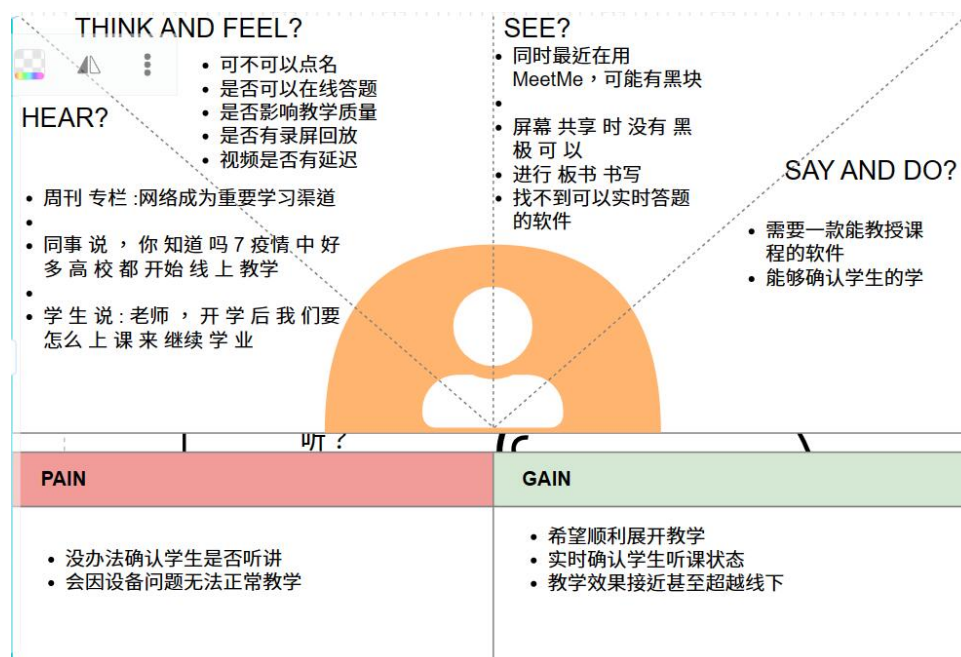 THINK AND FEEL?
可不可以点名
是否可以在线答题
是否影响教学质量
是否有录屏回放
视频是否有延迟
SEE?
同时最近在用
MeetMe，可能有黑块
屏幕 共享 时 没有 黑
极 可 以
进行 板书 书写
找不到可以实时答题
的软件
HEAR?
周刊 专栏 :网络成为重要学习渠道
同事 说 ， 你 知道 吗 7 疫情 中 好
多 高 校 都 开始 线 上 教学
学 生 说 : 老师 ， 开 学 后 我 们要
怎么 上 课 来 继续 学 业
SAY AND DO?
需要一款能教授课
程的软件
能够确认学生的学
听？
PAIN
没办法确认学生是否听讲
会因设备问题无法正常教学
GAIN
希望顺利展开教学
实时确认学生听课状态
教学效果接近甚至超越线下